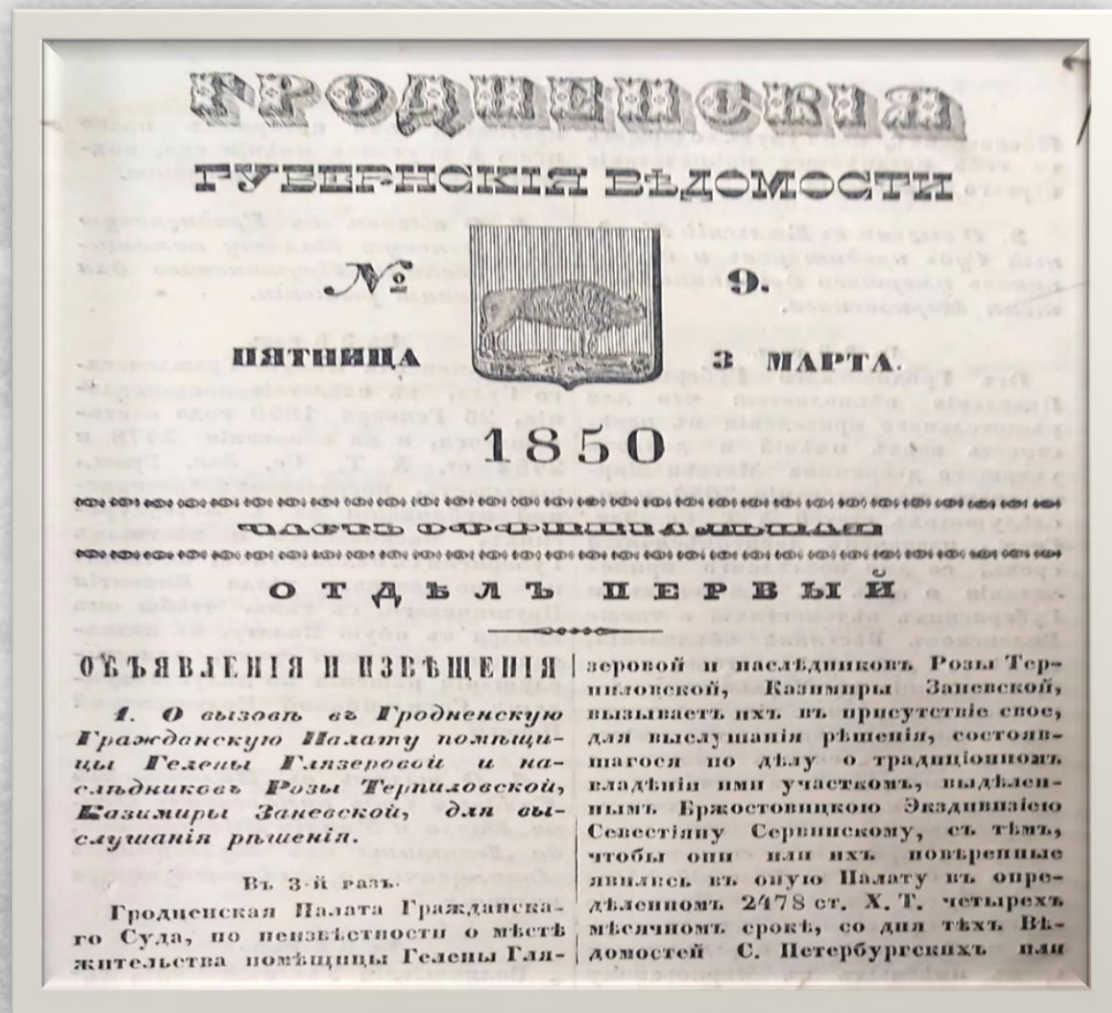 ГРОДНЕНСКІЯ
ГУБЕРНСКІЯ ВѢДОМОСТИ
№ 9.
ПЯТНИЦА 3 МАРТА.
1850
ЧАСТЬ ОФФИЦІАЛЬНАЯ
ОТДѢЛЪ ПЕРВЫЙ
ОБЪЯВЛЕНІЯ И ИЗВѢЩЕНІЯ
1. О вызовѣ въ Гродненскую
Гражданскую Палату помѣщи-
цы Гелены Глязеровой и на-
слѣдниковъ Розы Терпиловской,
Казимиры Заневской, для вы-
слушанія рѣшенія.
Въ 3-й разъ.
Гродненская Палата Гражданска-
го Суда, по неизвѣстности о мѣстѣ
жительства помѣщицы Гелены Гля-
зеровой и наслѣдниковъ Розы Тер-
пиловской, Казимиры Заневской,
вызываетъ ихъ въ присутствіе свое,
для выслушанія рѣшенія, состояв-
шагося по дѣлу о традиціонномъ
владѣніи ими участкомъ, выдѣлен-
нымъ Бржостовицкою Экздивизіею
Севестіяну Сервинскому, съ тѣмъ,
чтобы они или ихъ повѣренные
явились въ оную Палату въ опре-
дѣленномъ 2478 ст. Х. Т. четырехъ
мѣсячномъ срокѣ, со дня тѣхъ Вѣ-
домостей С. Петербургскихъ или